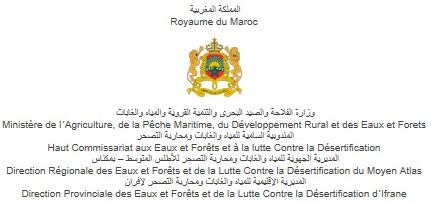 المملكة المغربية
Royaume du Maroc
وزارة الفلاحة والصيد البحري والتنمية القروية والمياه والغابات
Ministère de l'Agriculture, de la Pêche Maritime, du Développement Rural et des Eaux et Forets
المندوبية السامية للمياه والغابات ومحاربة التصحر
Haut Commissariat aux Eaux et Forêts et à la lutte Contre la Désertification
المديرية الجهوية للمياه والغابات ومحاربة التصحر للأطلس المتوسط – بمكناس
Direction Régionale des Eaux et Forêts et de la Lutte Contre la Désertification du Moyen Atlas
المديرية الإقليمية للمياه والغابات ومحاربة التصحر لإفران
Direction Provinciale des Eaux et Forêts et de la Lutte Contre la Désertification d'Ifrane